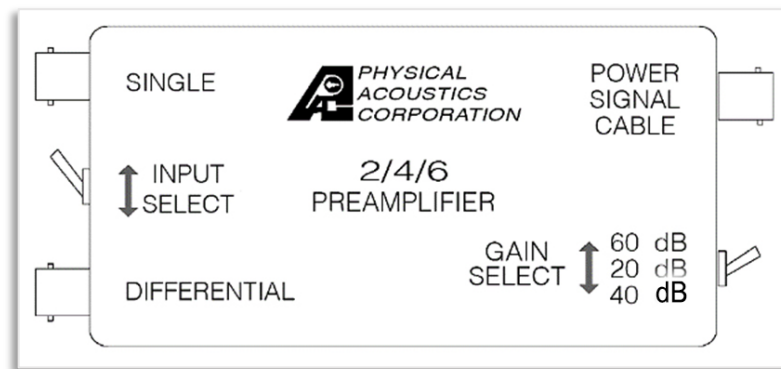 SINGLE
PHYSICAL
ACOUSTICS
CORPORATION
POWER
SIGNAL
CABLE
INPUT
SELECT
2/4/6
PREAMPLIFIER
DIFFERENTIAL
GAIN
SELECT
60 dB
20 dB
40 dB